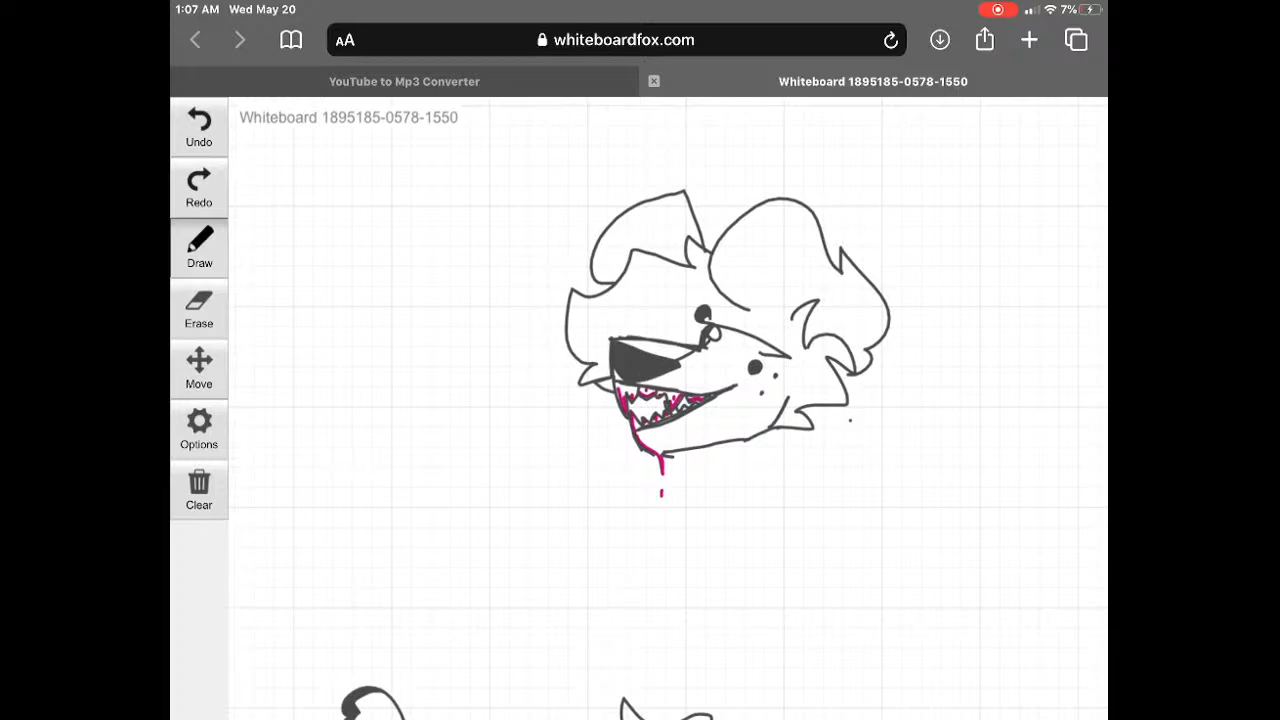 1:07 AM Wed May 20
7%
AA
whiteboardfox.com
YouTube to Mp3 Converter
Whiteboard 1895185-0578-1550
Whiteboard 1895185-0578-1550
Undo
Redo
Draw
Erase
Move
Options
Clear